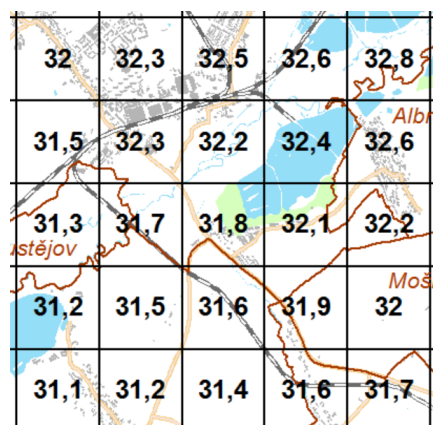 32 32,3 32,5 32,6 32,8
Albr
31,5 32,3 32,2 32,4 32,6
31,3 31,7 31,8 32,1 32,2
ustějov
Moš
31,2 31,5 31,6 31,9 32
31,1 31,2 31,4 31,6 31,7